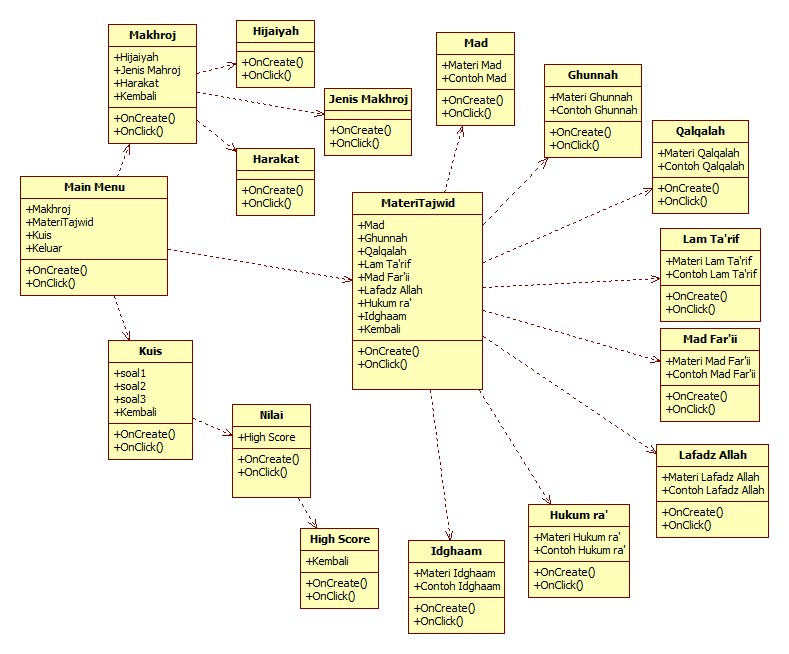 Makhroj
+Hijaiyah
+Jenis Mahroj
+Harakat
+Kembali
+OnCreate()
+OnClick()
Hijaiyah
+OnCreate()
+OnClick()
Jenis Makhroj
+OnCreate()
+OnClick()
Harakat
+OnCreate()
+OnClick()
Main Menu
+Makhroj
+MateriTajwid
+Kuis
+Keluar
+OnCreate()
+OnClick()
Kuis
+soal1
+soal2
+soal3
+Kembali
+OnCreate()
+OnClick()
Nilai
+High Score
+OnCreate()
+OnClick()
High Score
+Kembali
+OnCreate()
+OnClick()
MateriTajwid
+Mad
+Ghunnah
+Qalqalah
+Lam Ta'rif
+Mad Far'ii
+Lafadz Allah
+Hukum ra'
+Idghaam
+Kembali
+OnCreate()
+OnClick()
Mad
+Materi Mad
+Contoh Mad
+OnCreate()
+OnClick()
Ghunnah
+Materi Ghunnah
+Contoh Ghunnah
+OnCreate()
+OnClick()
Qalqalah
+Materi Qalqalah
+Contoh Qalqalah
+OnCreate()
+OnClick()
Lam Ta'rif
+Materi Lam Ta'rif
+Contoh Lam Ta'rif
+OnCreate()
+OnClick()
Mad Far'ii
+Materi Mad Far'ii
+Contoh Mad Far'ii
+OnCreate()
+OnClick()
Lafadz Allah
+Materi Lafadz Allah
+Contoh Lafadz Allah
+OnCreate()
+OnClick()
Hukum ra'
+Materi Hukum ra'
+Contoh Hukum ra'
+OnCreate()
+OnClick()
Idghaam
+Materi Idghaam
+Contoh Idghaam
+OnCreate()
+OnClick()